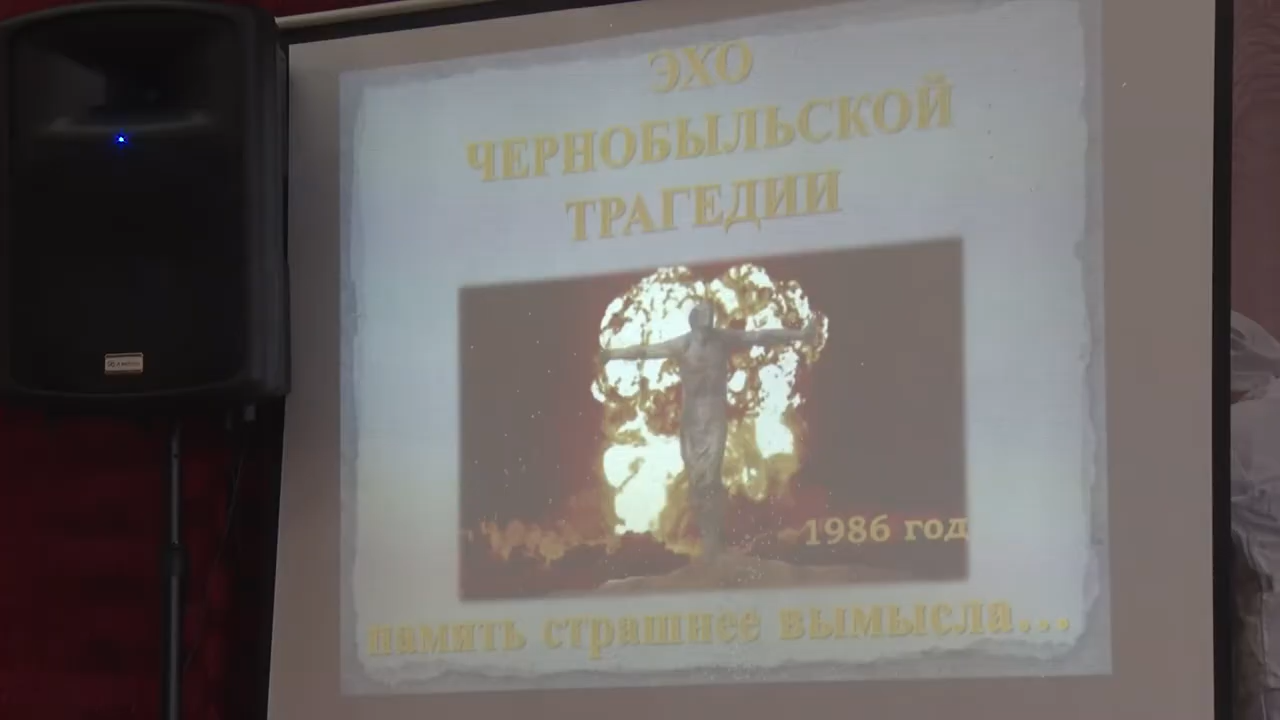 ЭХО
ЧЕРНОБЫЛЬСКОЙ
ТРАГЕДИИ
1986 год
память страшнее вымысла...